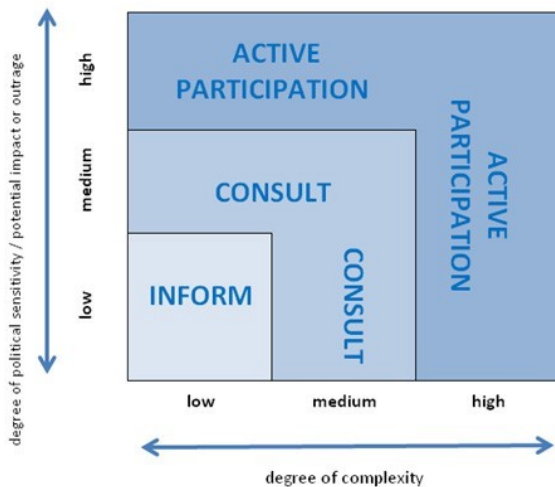 degree of political sensitivity / potential impact or outrage
high
medium
low
ACTIVE
PARTICIPATION
ACTIVE
PARTICIPATION
CONSULT
CONSULT
INFORM
low
medium
high
degree of complexity